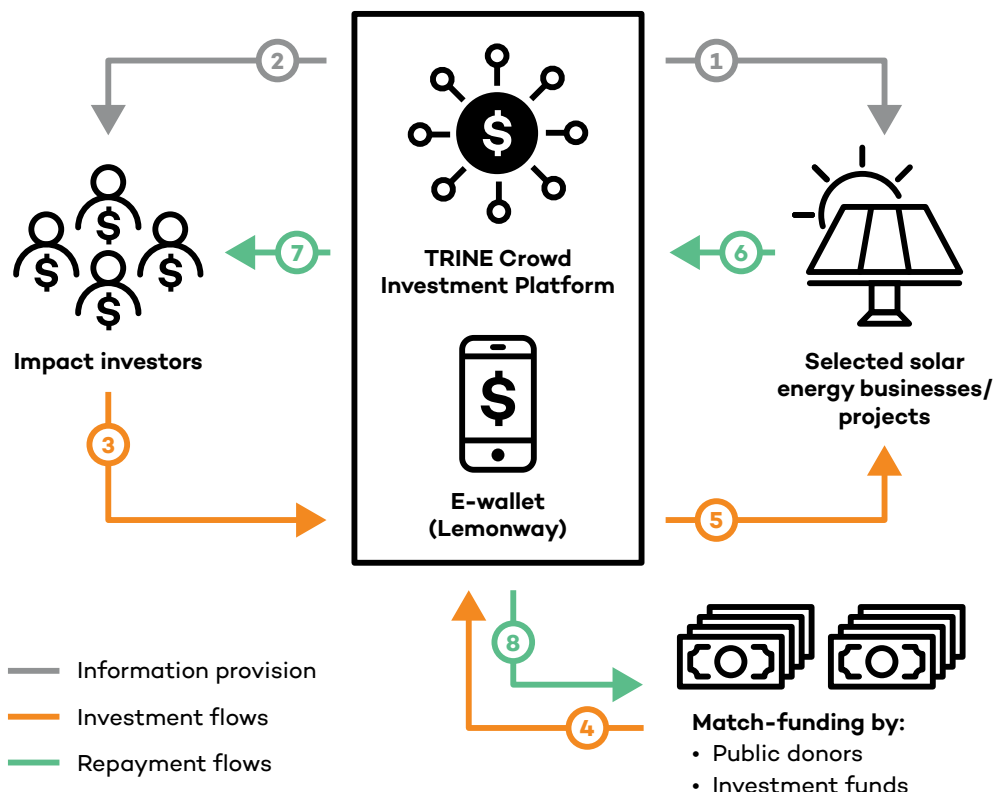 2
1
$
TRINE Crowd
Investment Platform
$
$
$
$
7
6
Impact investors
Selected solar
energy businesses/
projects
$
3
E-wallet
(Lemonway)
5
8
4
Information provision
Investment flows
Repayment flows
Match-funding by:
• Public donors
• Investment funds